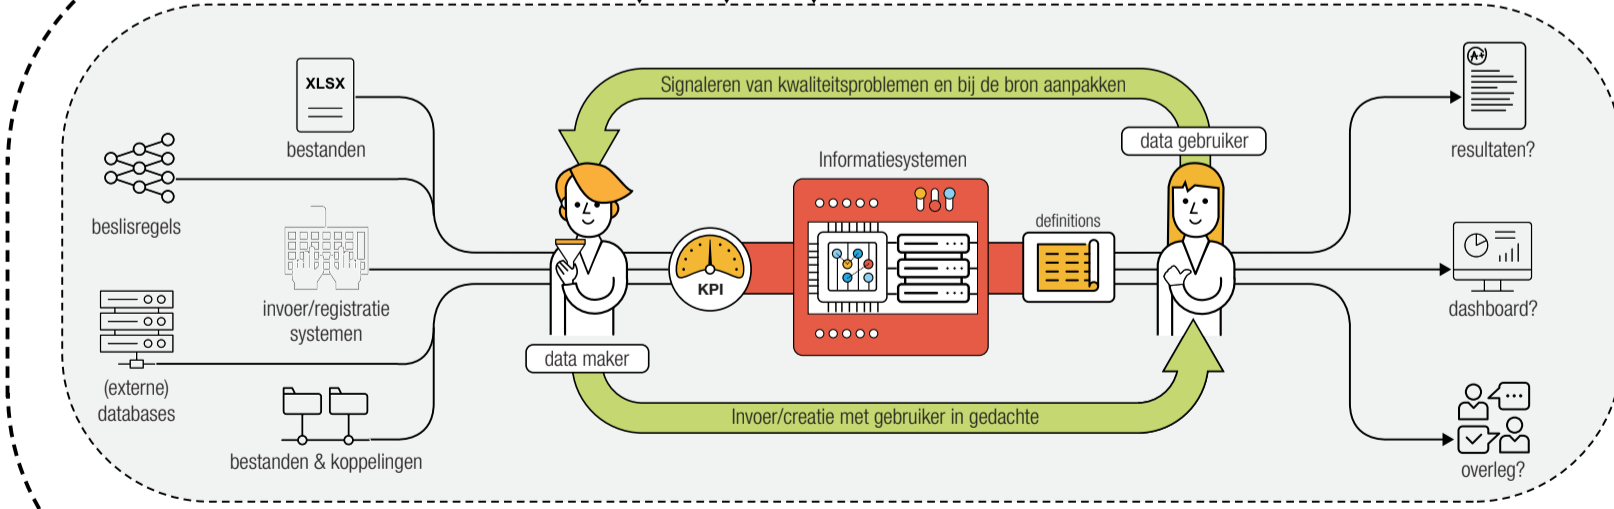 XLSX
bestanden
beslisregels
invoer/registratie
systemen
(externe)
databases
bestanden & koppelingen
Signaleren van kwaliteitsproblemen en bij de bron aanpakken
data gebruiker
Informatiesystemen
definitions
KPI
data maker
Invoer/creatie met gebruiker in gedachte
A+
resultaten?
dashboard?
overleg?